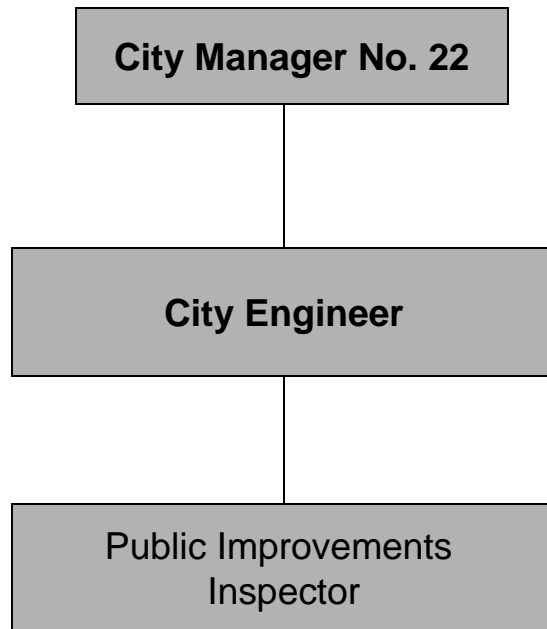 City Manager No. 22
City Engineer
Public Improvements
Inspector